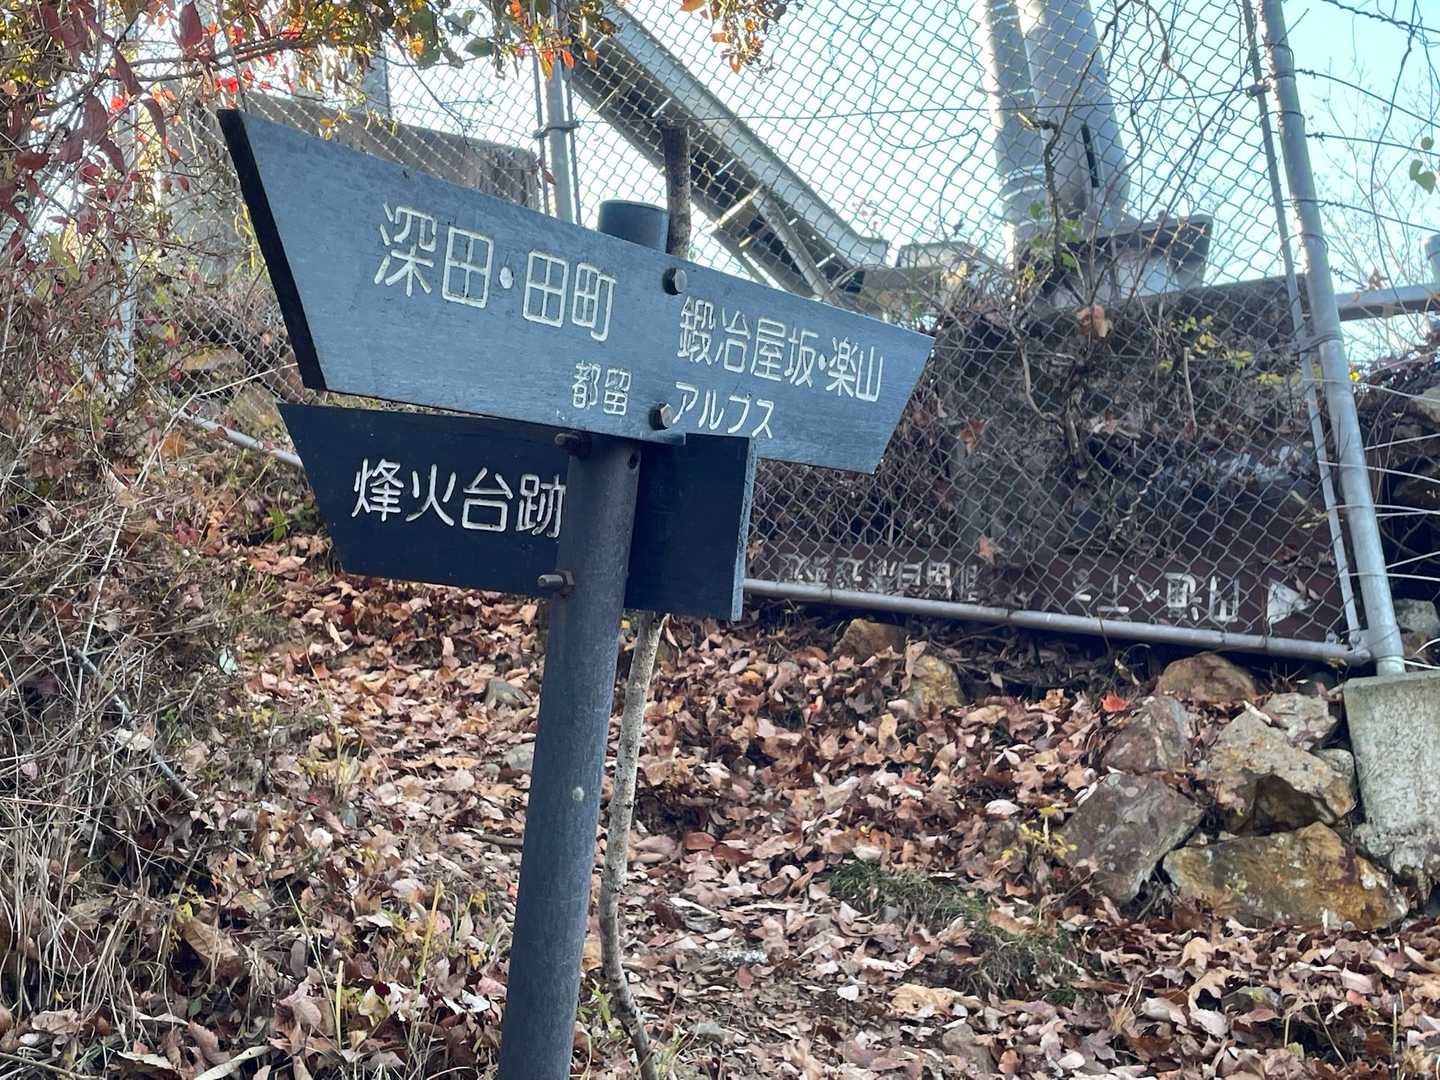 深田・田町
鍛冶屋坂・楽山
都留 アルプス
烽火台跡